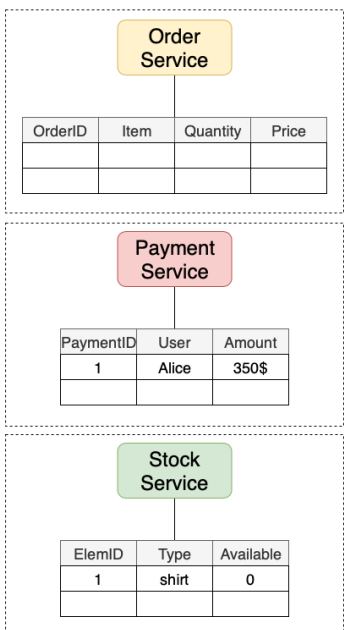 Order
Service
OrderID Item Quantity Price
Payment
Service
PaymentID User Amount
1 Alice 350$
Stock
Service
ElemID Type Available
1 shirt 0